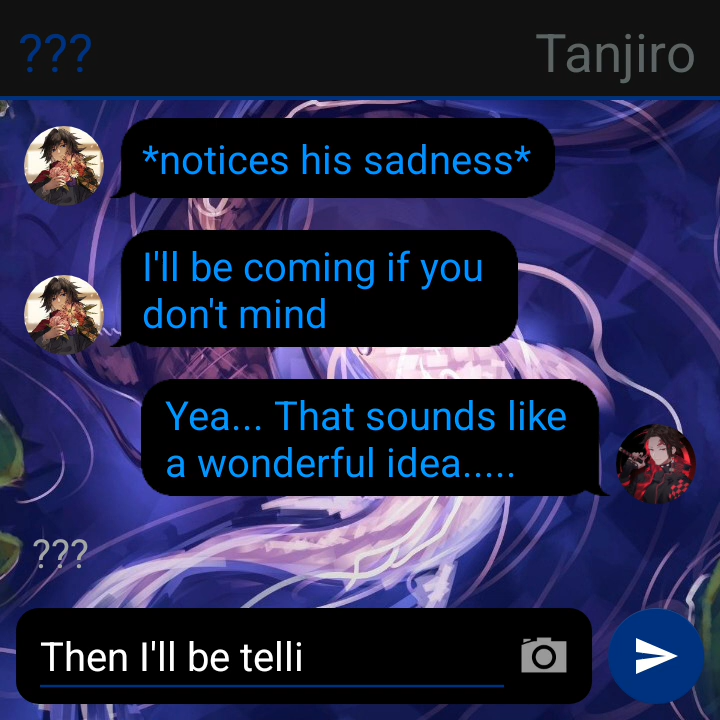 ??? Tanjiro
*notices his sadness*
I'll be coming if you
don't mind
Yea... That sounds like
a wonderful idea.....
???
Then I'll be telli